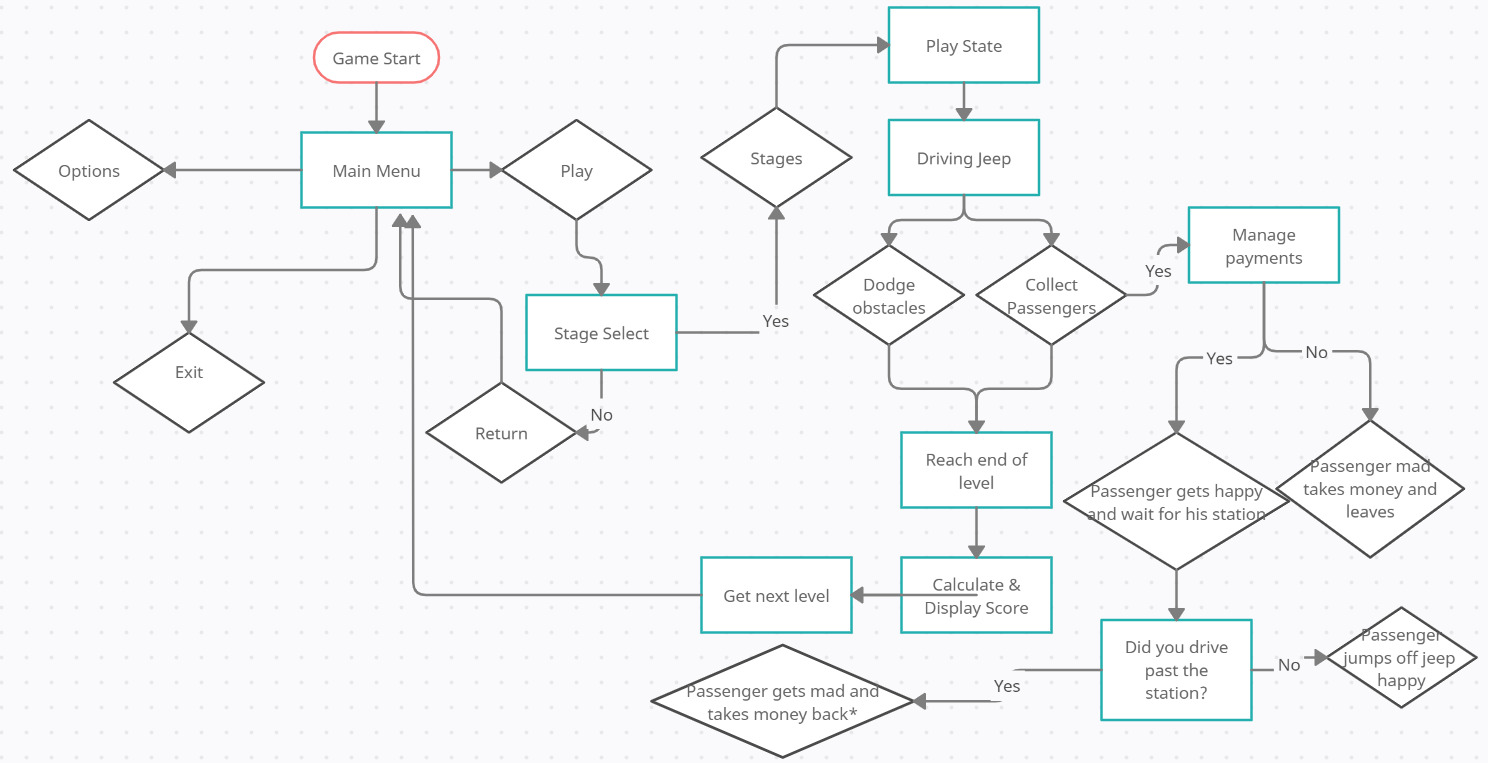 Game Start
Play State
Options
Main Menu
Play
Stages
Driving Jeep
Manage
payments
Yes
Dodge
obstacles
Collect
Passengers
Yes
Stage Select
Exit
Yes
No
No
Return
Reach end of
level
Passenger gets happy
and wait for his station
Passenger mad
takes money and
leaves
Get next level
Calculate &
Display Score
Did you drive
past the
station?
No
Passenger
jumps off jeep
happy
Yes
Passenger gets mad and
takes money back*